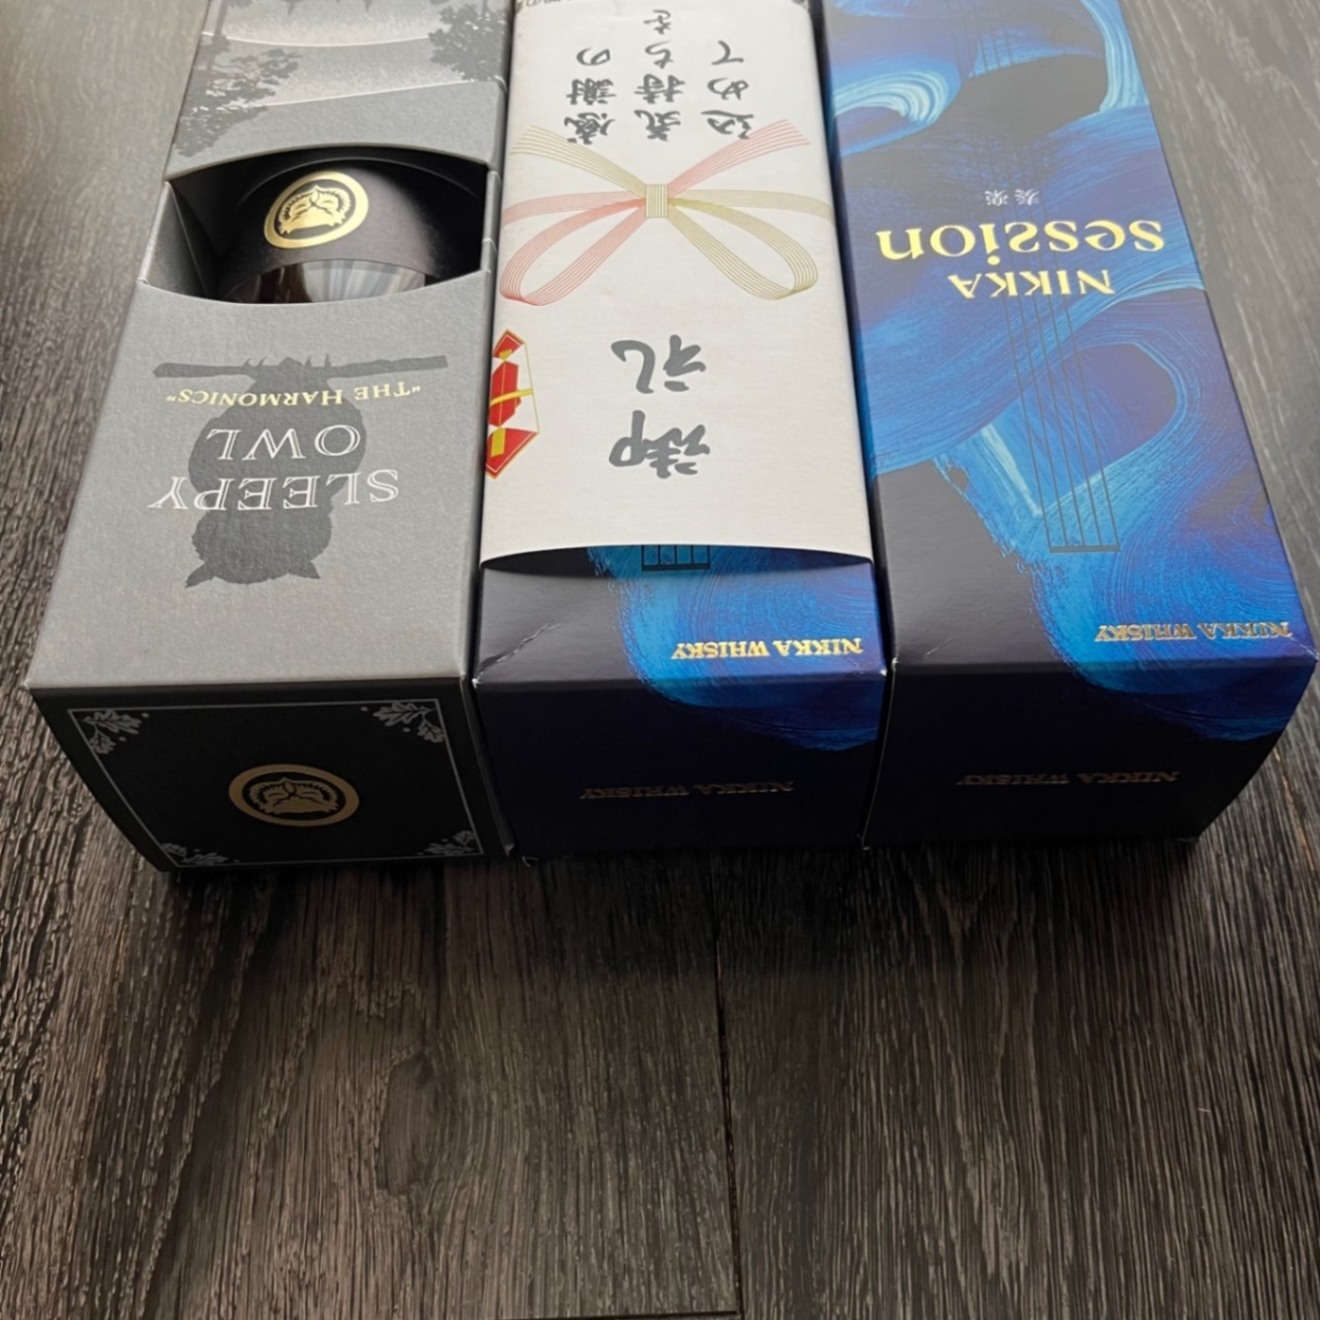 SLEEPY
OWL
"THE HARMONICS"
NIKKA WHISKY
NIKKA WHISKY
御礼
感謝の
気持ちを
込めて
NIKKA WHISKY
NIKKA WHISKY
NIKKA
session
奏楽